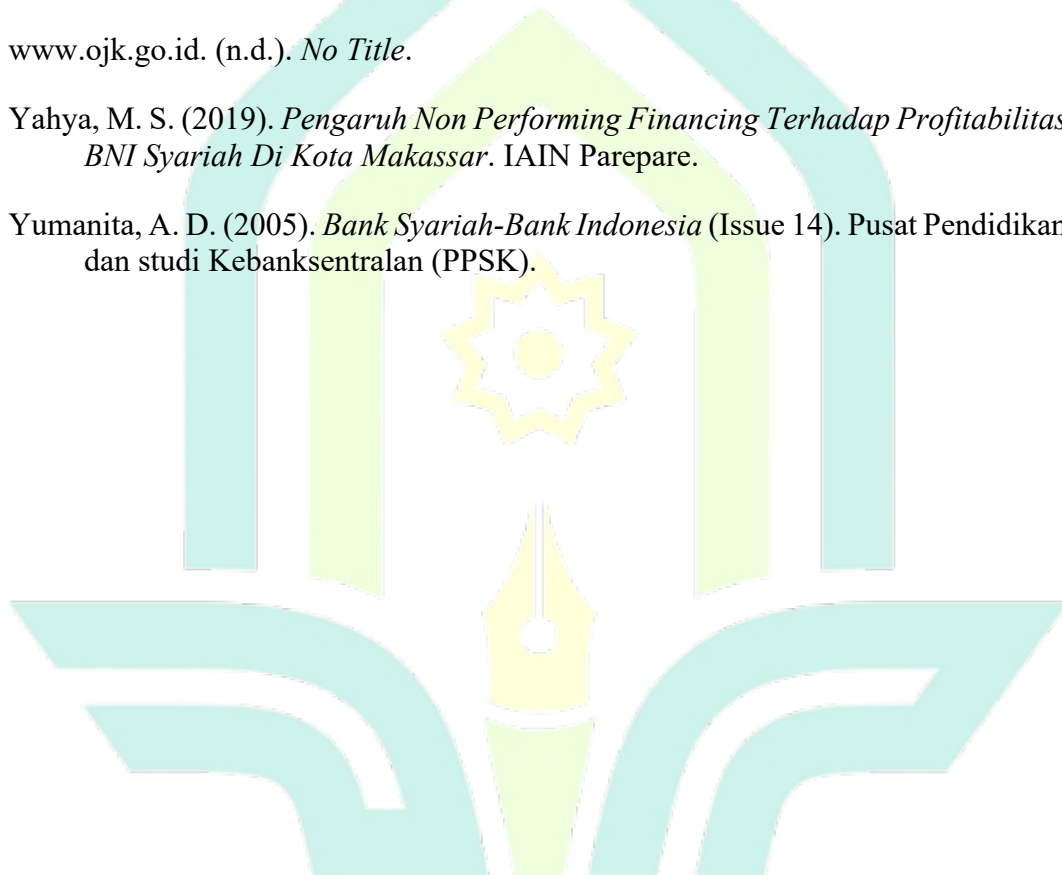 www.ojk.go.id. (n.d.). No Title.
Yahya, M. S. (2019). Pengaruh Non Performing Financing Terhadap Profitabilitas
BNI Syariah Di Kota Makassar. IAIN Parepare.
Yumanita, A. D. (2005). Bank Syariah-Bank Indonesia (Issue 14). Pusat Pendidikan
dan studi Kebanksentralan (PPSK).